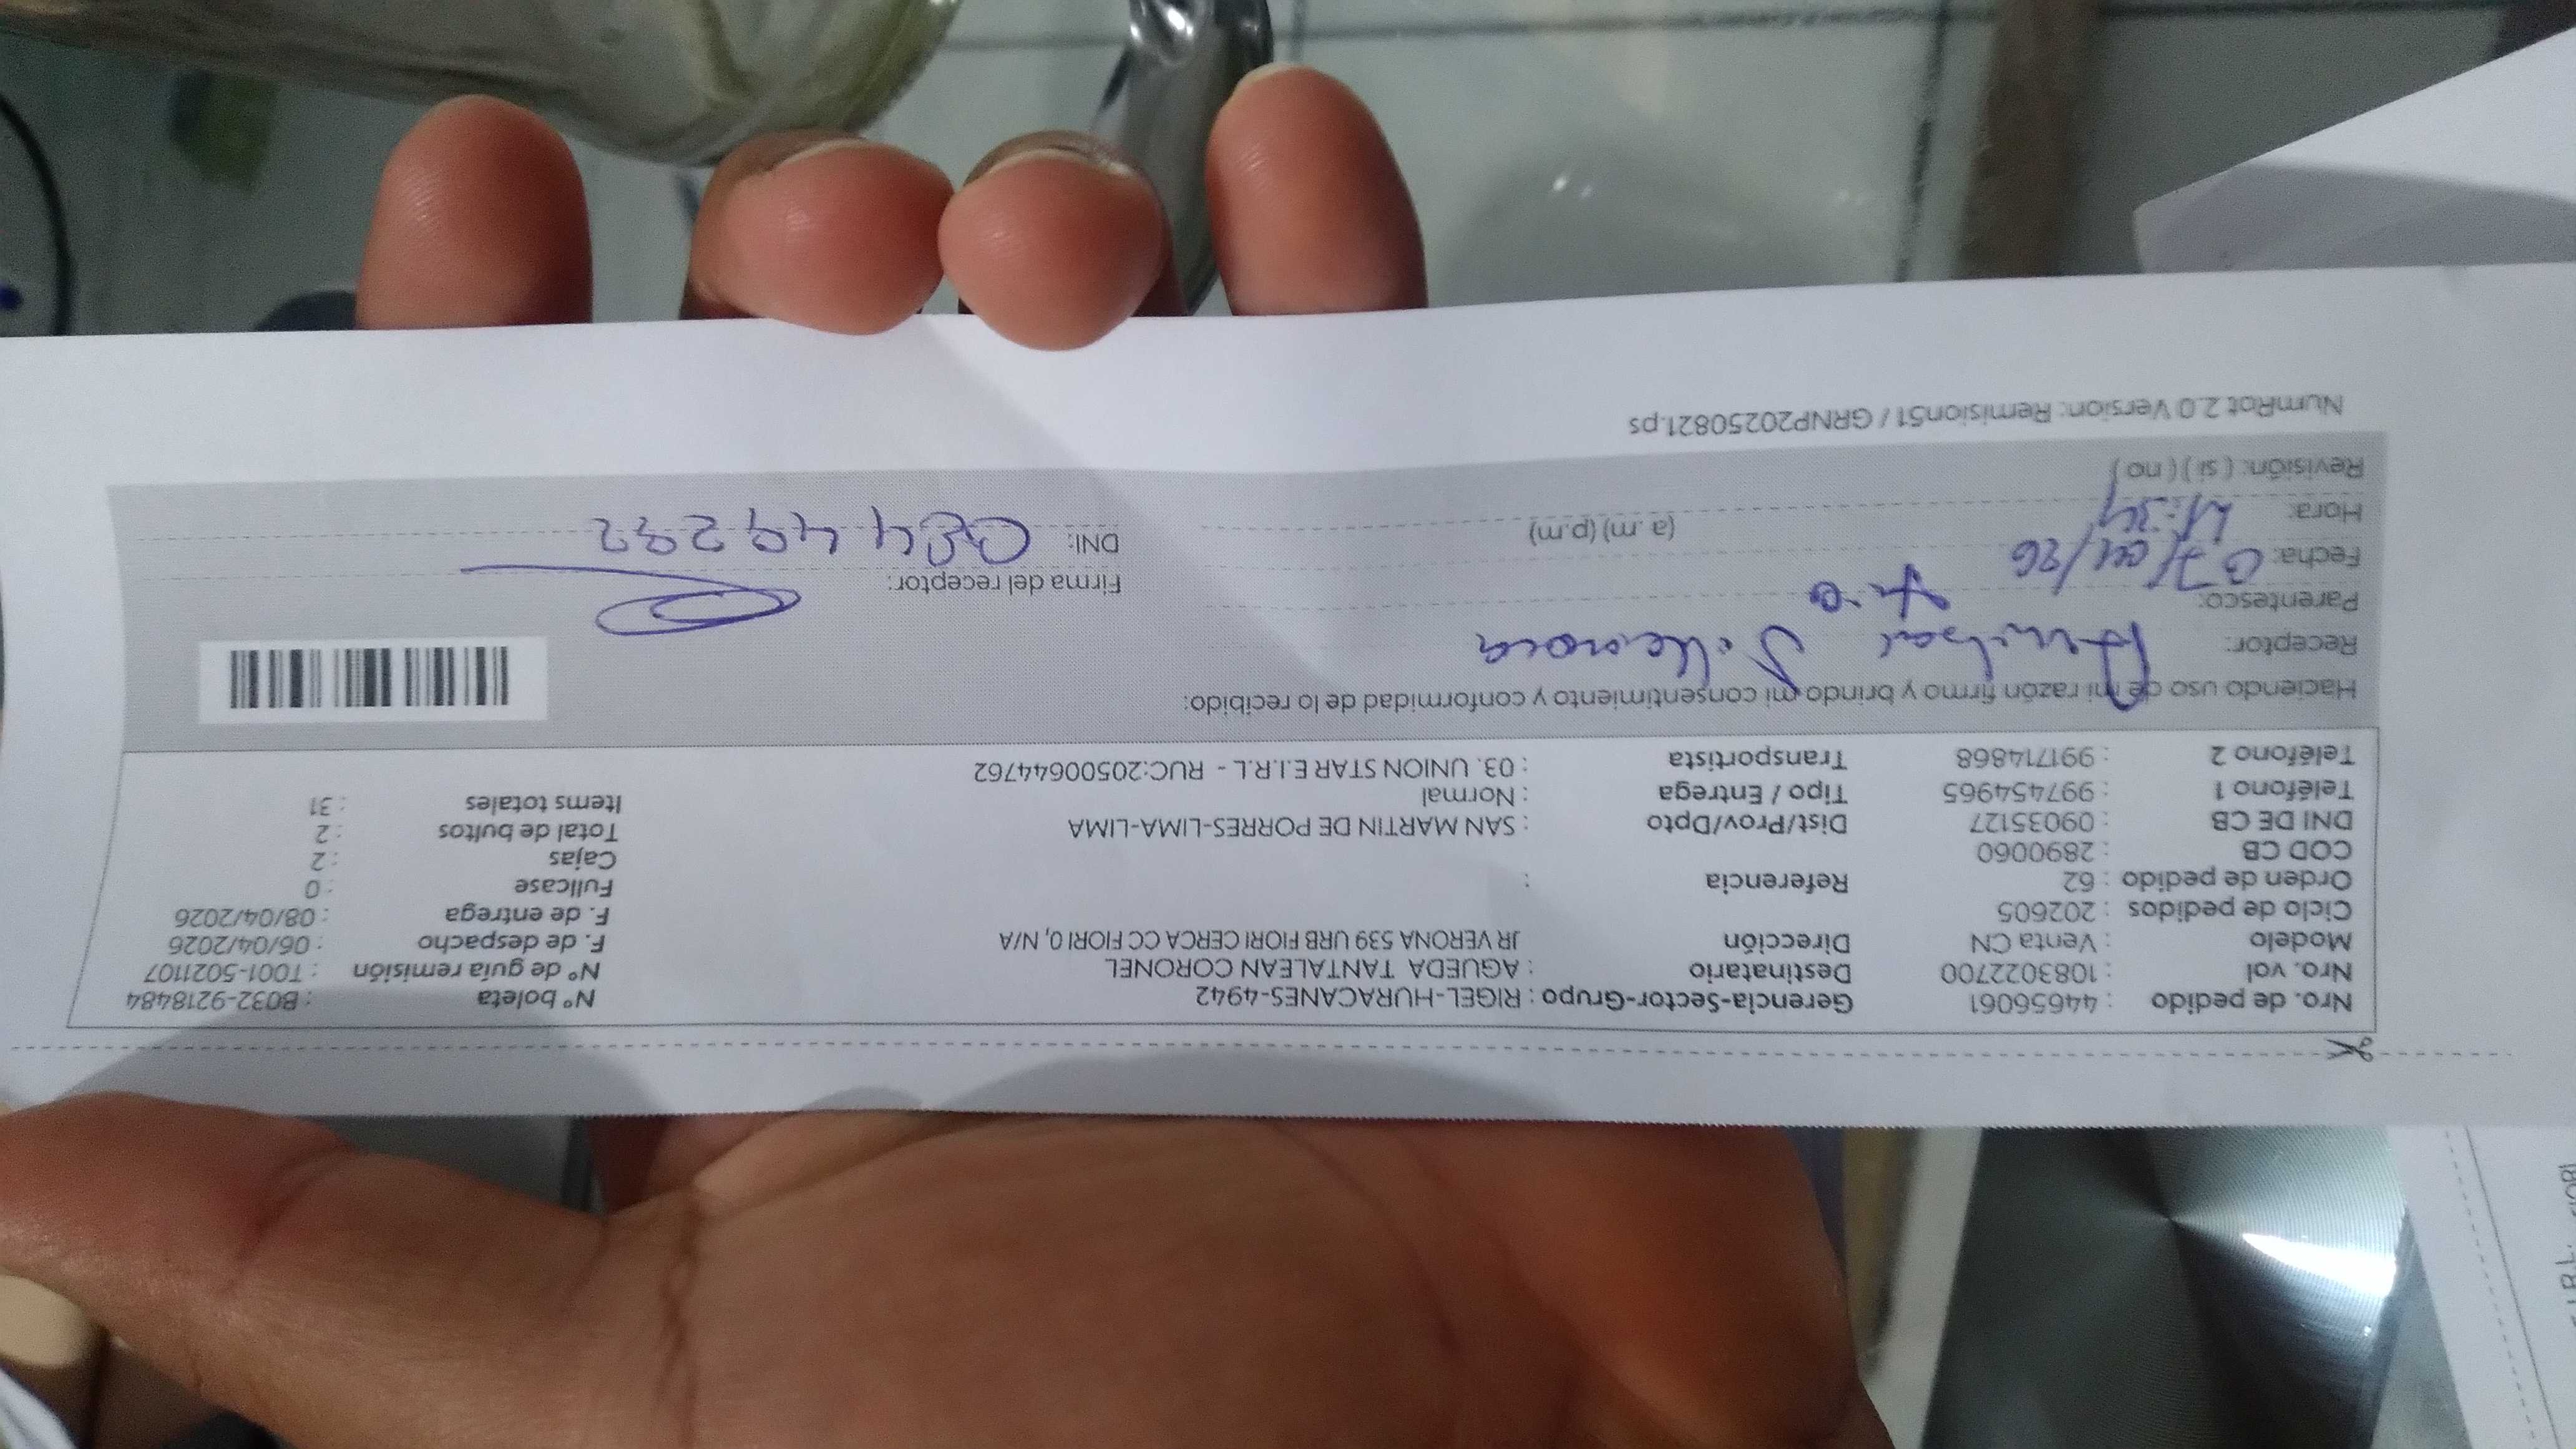 Nro. de pedido : 44656061 Gerencia-Sector-Grupo : RIGEL-HURACANES-4942 N° boleta : B032-9218484
Nro. vol : 1083022700 Destinatario : AGUEDA TANTALEAN CORONEL N° de guía remisión : T001-5021107
Modelo : Venta CN Dirección JR VERONA 539 URB FIORI CERCA CC FIORI 0, N/A F. de despacho : 06/04/2026
Ciclo de pedidos : 202605 F. de entrega : 08/04/2026
Orden de pedido : 62 Referencia : Fullcase : 0
COD CB : 2890060 Cajas : 2
DNI DE CB : 09035127 Dist/Prov/Dpto : SAN MARTIN DE PORRES-LIMA-LIMA Total de bultos : 2
Teléfono 1 : 997454965 Tipo / Entrega : Normal Items totales : 31
Teléfono 2 : 991714868 Transportista : 03. UNION STAR E.I.R.L - RUC:20500644762
Haciendo uso de mi razón firmo y brindo mi consentimiento y conformidad de lo recibido:
Receptor:
Parentesco:
Firma del receptor:
Fecha: 07/04/26
Hora: (a.m) (p.m) DNI:
Revisión: ( si ) ( no )
NumRot 2.0 Version: Remision51 / GRNP20250821.ps